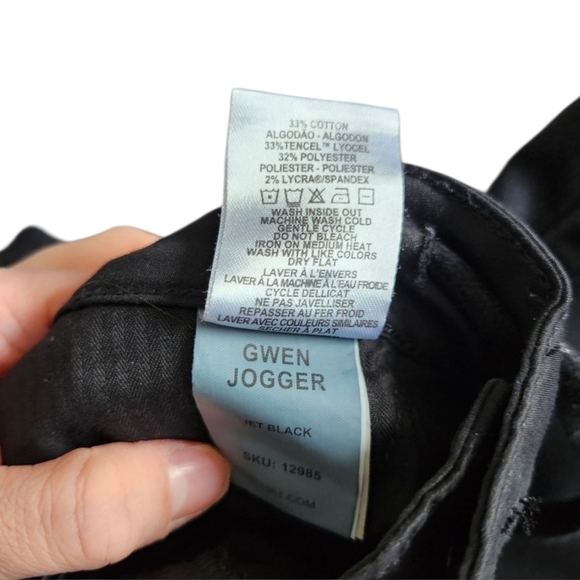 33% COTTON
ALGODÃO - ALGODON
33%TENCEL™ LYOCEL
32% POLYESTER
POLIESTER - POLIESTER
2% LYCRA®/SPANDEX
WASH INSIDE OUT
MACHINE WASH COLD
GENTLE CYCLE
DO NOT BLEACH
IRON ON MEDIUM HEAT
WASH WITH LIKE COLORS
DRY FLAT
LAVER À L'ENVERS
LAVER À LA MACHINE À L'EAU FROIDE
CYCLE DELLICAT
NE PAS JAVELLISER
REPASSER AU FER FROID
LAVER AVEC COULEURS SIMILAIRES
SECHER À PLAT
GWEN
JOGGER
JET BLACK
SKU: 12985
.COM